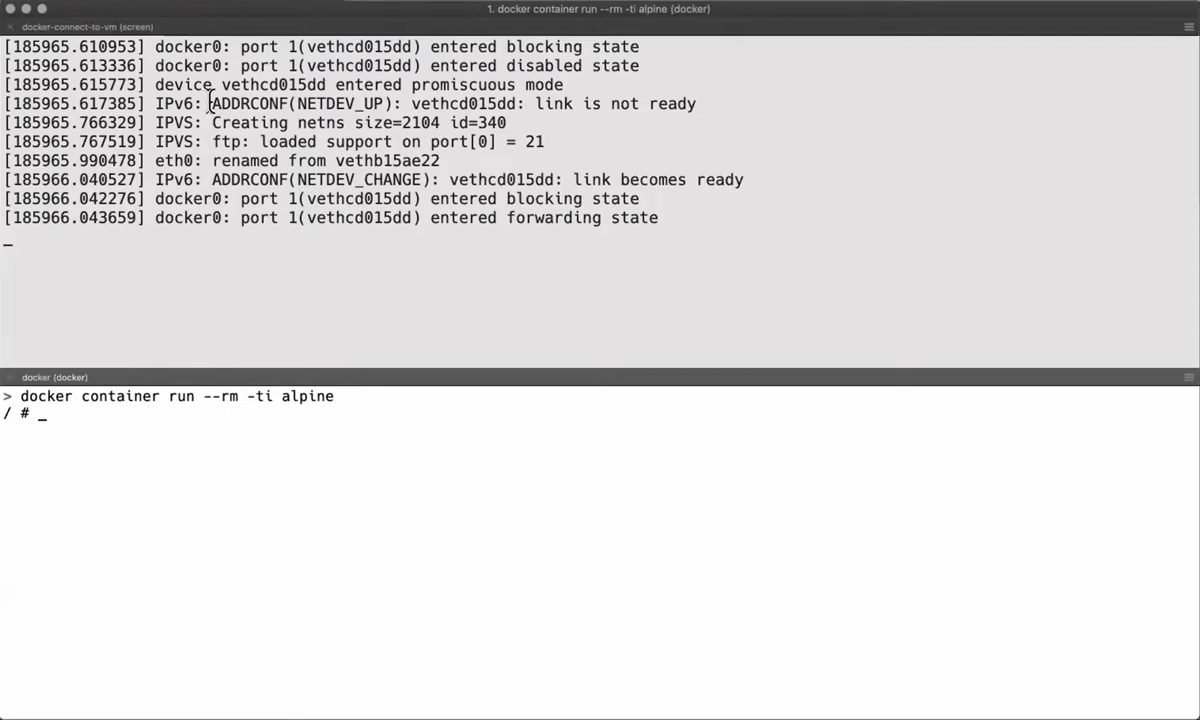 1. docker container run --rm -ti alpine (docker)
docker-connect-to-vm (screen)
[185965.610953] docker0: port 1(vethcd015dd) entered blocking state
[185965.613336] docker0: port 1(vethcd015dd) entered disabled state
[185965.615773] device vethcd015dd entered promiscuous mode
[185965.617385] IPv6: ADDRCONF(NETDEV_UP): vethcd015dd: link is not ready
[185965.766329] IPVS: Creating netns size=2104 id=340
[185965.767519] IPVS: ftp: loaded support on port[0] = 21
[185965.990478] eth0: renamed from vethb15ae22
[185966.040527] IPv6: ADDRCONF(NETDEV_CHANGE): vethcd015dd: link becomes ready
[185966.042276] docker0: port 1(vethcd015dd) entered blocking state
[185966.043659] docker0: port 1(vethcd015dd) entered forwarding state
_
docker (docker)
> docker container run --rm -ti alpine
/ # _